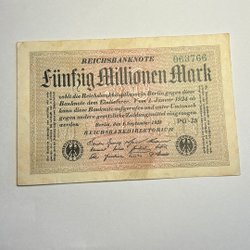 REICHSBANKNOTE
063766
Fünfzig Millionen Mark
zahlt die Reichsbankhauptkasse in Berlin gegen diese
Banknote dem Einlieferer. Vom 1. Januar 1924 ab
kann diese Banknote aufgerufen und unter Umtausch
gegen andere gesetzliche Zahlungsmittel eingezogen
werden
Berlin, den 1. September 1923
REICHSBANKDIREKTORIUM